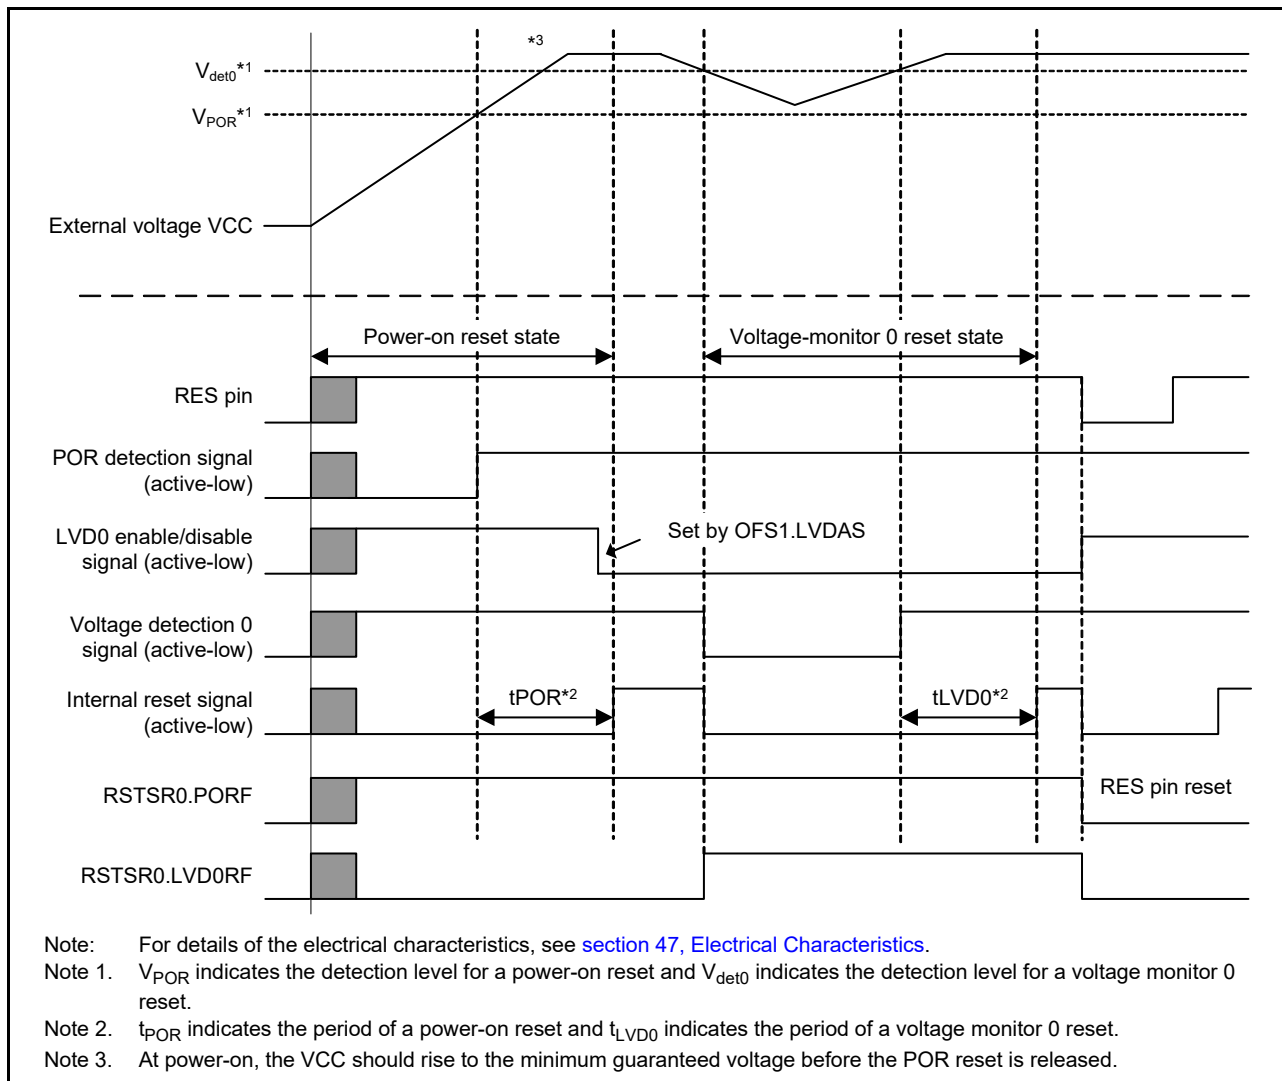 *3
Vdet0*1
VPOR*1
External voltage VCC
Power-on reset state
Voltage-monitor 0 reset state
RES pin
POR detection signal
(active-low)
LVD0 enable/disable
signal (active-low)
Set by OFS1.LVDAS
Voltage detection 0
signal (active-low)
Internal reset signal
(active-low)
tPOR*2
tLVD0*2
RSTSR0.PORF
RES pin reset
RSTSR0.LVD0RF
Note: For details of the electrical characteristics, see section 47, Electrical Characteristics.
Note 1. VPOR indicates the detection level for a power-on reset and Vdet0 indicates the detection level for a voltage monitor 0
reset.
Note 2. tPOR indicates the period of a power-on reset and tLVD0 indicates the period of a voltage monitor 0 reset.
Note 3. At power-on, the VCC should rise to the minimum guaranteed voltage before the POR reset is released.